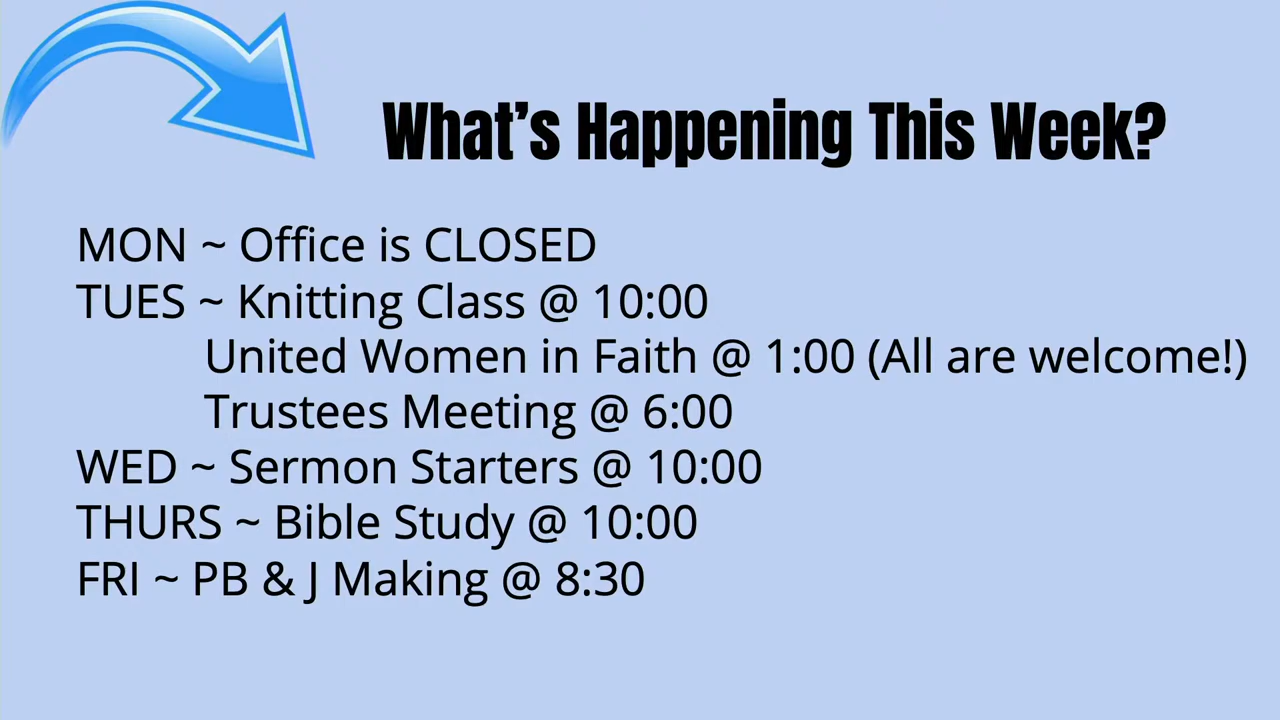 What's Happening This Week?
MON ~ Office is CLOSED
TUES ~ Knitting Class @ 10:00
United Women in Faith @ 1:00 (All are welcome!)
Trustees Meeting @ 6:00
WED ~ Sermon Starters @ 10:00
THURS ~ Bible Study @ 10:00
FRI ~ PB & J Making @ 8:30